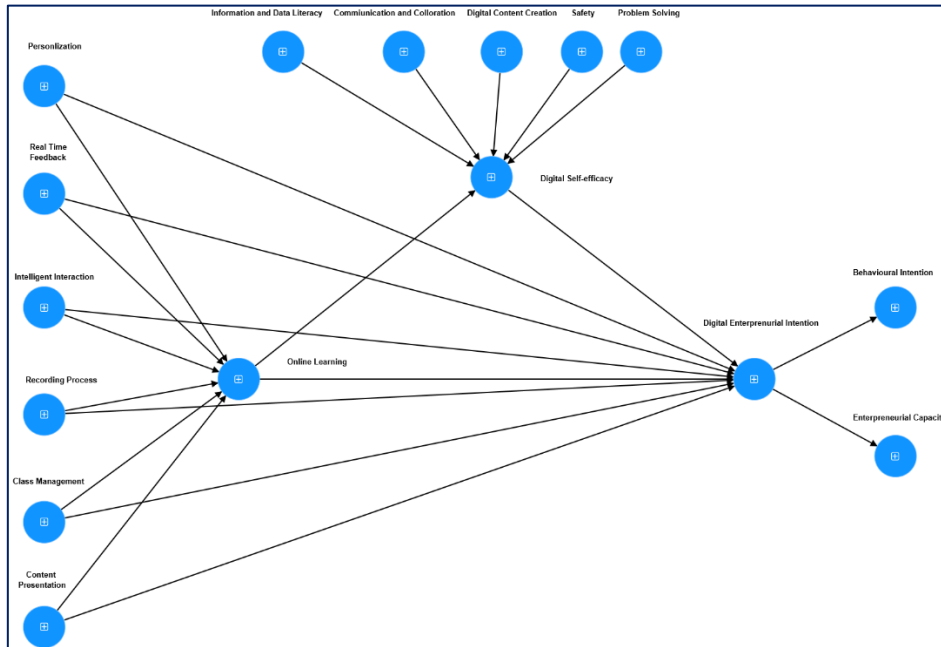 Information and Data Literacy
Commiunication and Colloration
Digital Content Creation
Safety
Problem Solving
Personlization
Real Time
Feedback
Digital Self-efficacy
Intelligent Interaction
Behavioural Intention
Digital Enterprenurial Intention
Online Learning
Recording Process
Enterpreneurial Capacit
Class Management
Content
Presentation